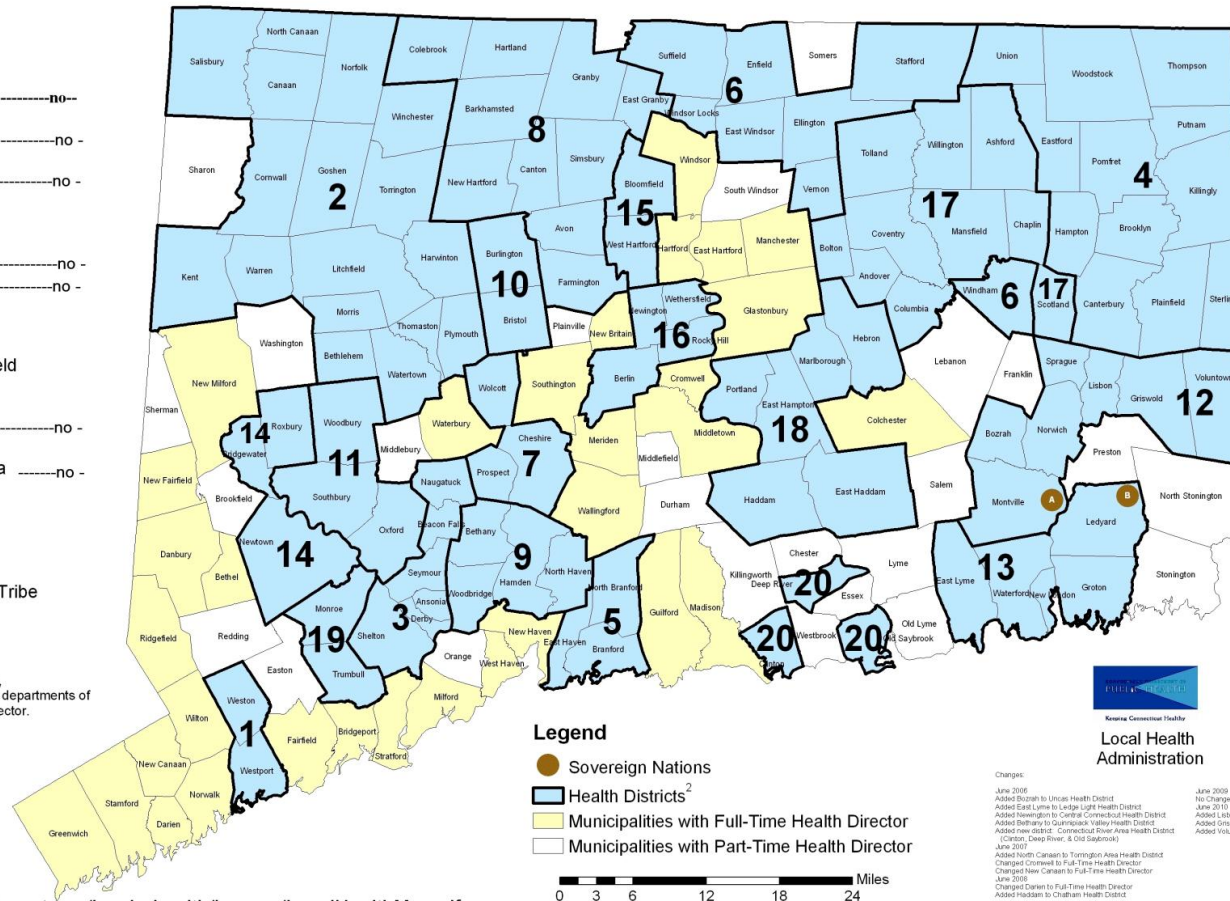 no
no -
no -
no -
no -
eld
no -
a no -
Tribe
departments of
ector.
Salisbury
North Canaan
Canaan
Norfolk
Colebrook
Hartland
Granby
Suffield
Enfield
Somers
Stafford
Union
Woodstock
Thompson
Winchester
Barkhamsted
8
East Granby
Windsor Locks
6
East Windsor
Ellington
Putnam
Sharon
Cornwall
Goshen
2
Torrington
New Hartford
Canton
Simsbury
Bloomfield
15
West Hartford
Windsor
South Windsor
Vernon
Tolland
Willington
Ashford
Eastford
Pomfret
4
Killingly
Kent
Warren
Litchfield
Harwinton
Burlington
10
Bristol
Avon
Farmington
Hartford
East Hartford
Manchester
Bolton
Coventry
17
Mansfield
Chaplin
Hampton
Brooklyn
Andover
Columbia
Windham
6
17
Scotland
Canterbury
Plainfield
Washington
Morris
Bethlehem
Thomaston
Plymouth
Watertown
Plainville
New Britain
Newington
Wethersfield
16
Rocky Hill
Glastonbury
Hebron
Marlborough
Lebanon
Franklin
Sprague
Lisbon
Griswold
Voluntown
12
New Milford
Sherman
14
Roxbury
Bridgewater
Woodbury
11
Southbury
Middlebury
Waterbury
Wolcott
Southington
Berlin
Cromwell
Portland
East Hampton
18
Colchester
Bozrah
Norwich
Preston
Cheshire
7
Prospect
Naugatuck
Meriden
Middletown
Middlefield
New Fairfield
Brookfield
Newtown
14
Oxford
Beacon Falls
Bethany
Wallingford
Durham
Haddam
East Haddam
Salem
Montville
A
B
Ledyard
North Stonington
Danbury
Bethel
Seymour
Ansonia
Derby
3
Shelton
Woodbridge
9
Hamden
North Haven
North Branford
5
Branford
East Haven
Guilford
Madison
Killingworth
Chester
Deep River
20
Essex
Lyme
East Lyme
13
Waterford
New London
Groton
Stonington
Ridgefield
Redding
Monroe
19
Trumbull
Easton
Orange
New Haven
West Haven
Milford
20
Clinton
Westbrook
20
Old Saybrook
Old Lyme
Weston
1
Westport
Wilton
Fairfield
Bridgeport
Stratford
New Canaan
Norwalk
Stamford
Darien
Greenwich
Legend
Sovereign Nations
Health Districts2
Municipalities with Full-Time Health Director
Municipalities with Part-Time Health Director
Miles
0 3 6 12 18 24
PUBLIC HEALTH
Keeping Connecticut Healthy
Local Health
Administration
Changes:
June 2006
Added Bozrah to Uncas Health District
Added East Lyme to Ledge Light Health District
Added Newington to Central Connecticut Health District
Added Bethany to Quinnipiack Valley Health District
Added new district: Connecticut River Area Health District
(Clinton, Deep River, & Old Saybrook)
June 2007
Added North Canaan to Torrington Area Health District
Changed Cromwell to Full-Time Health Director
Changed New Canaan to Full-Time Health Director
June 2008
Changed Darien to Full-Time Health Director
Added Haddam to Chatham Health District
June 2009
No Change
June 2010
Added Lisb
Added Gris
Added Volu